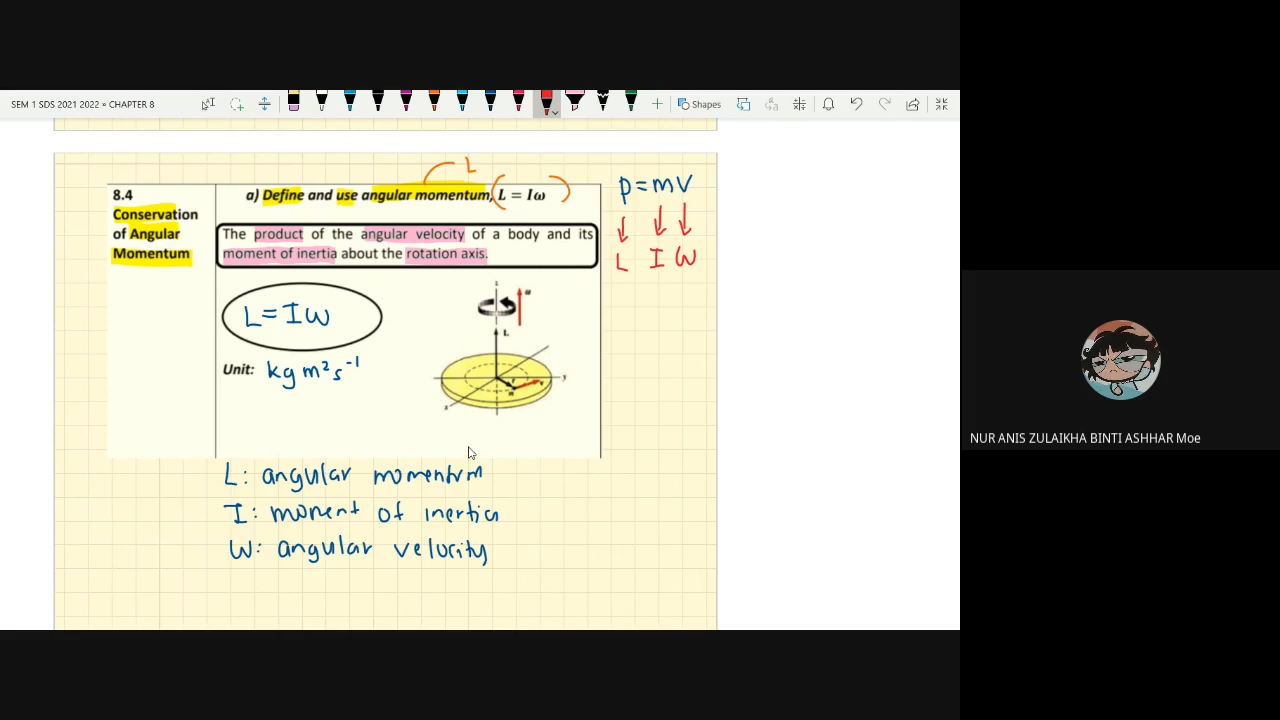 SEM 1 SDS 2021 2022 » CHAPTER 8
Shapes
8.4
Conservation
of Angular
Momentum
L
a) Define and use angular momentum, L = Iω
The product of the angular velocity of a body and its
moment of inertia about the rotation axis.
L = Iω
Unit: kg m² s⁻¹
L
ω
L
r
v
m
x
y
p = mv
↓ ↓ ↓
L I ω
L: angular momentum
I: moment of inertia
ω: angular velocity
NUR ANIS ZULAIKHA BINTI ASHHAR Moe